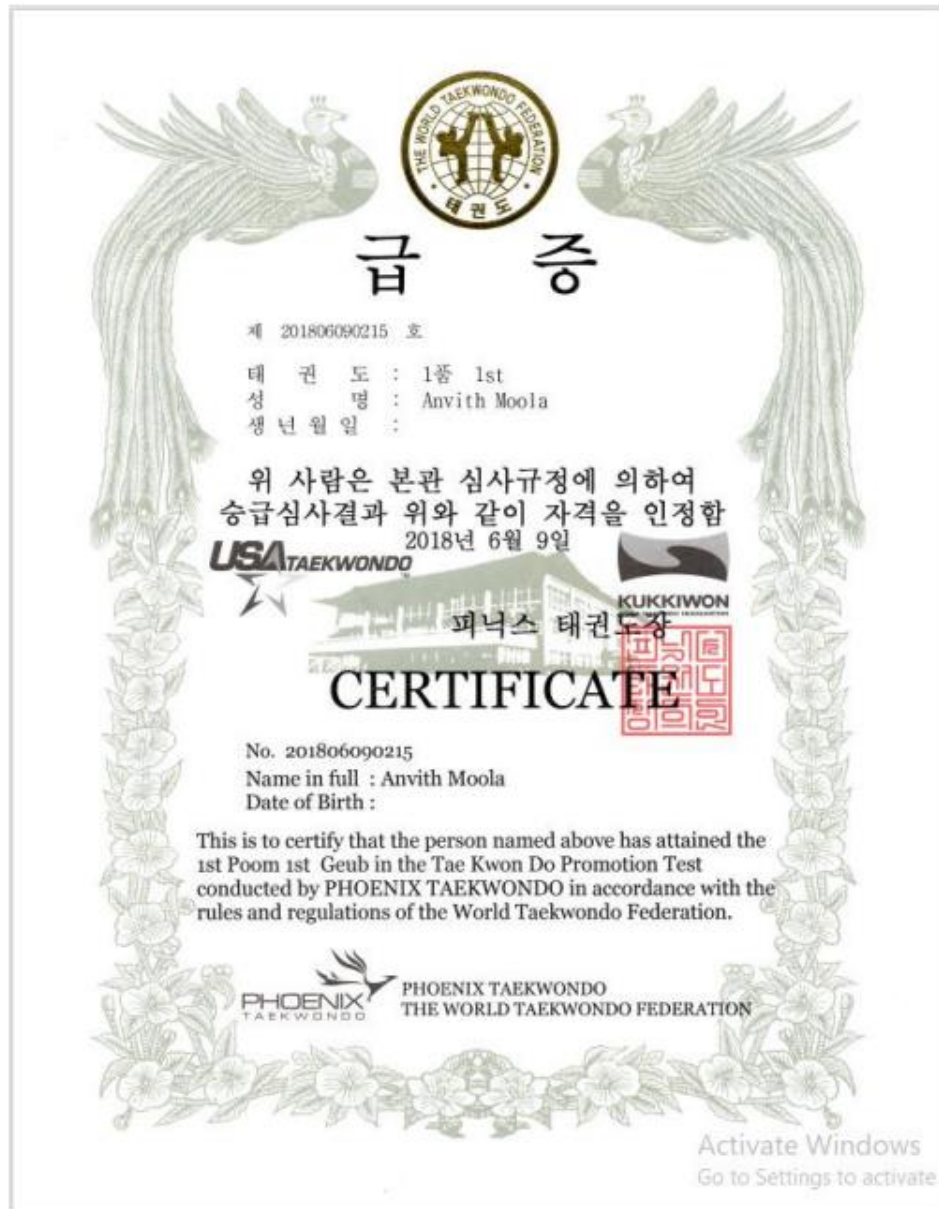 THE WORLD TAEKWONDO FEDERATION
태권도
급 증
제 201806090215 호
태 권 도 : 1품 1st
성 명 : Anvith Moola
생 년 월 일 :
위 사람은 본관 심사규정에 의하여
승급심사결과 위와 같이 자격을 인정함
2018년 6월 9일
USA TAEKWONDO
KUKKIWON
피닉스 태권도장
CERTIFICATE
No. 201806090215
Name in full : Anvith Moola
Date of Birth :
This is to certify that the person named above has attained the
1st Poom 1st Geub in the Tae Kwon Do Promotion Test
conducted by PHOENIX TAEKWONDO in accordance with the
rules and regulations of the World Taekwondo Federation.
PHOENIX
TAEKWONDO
PHOENIX TAEKWONDO
THE WORLD TAEKWONDO FEDERATION
Activate Windows
Go to Settings to activate